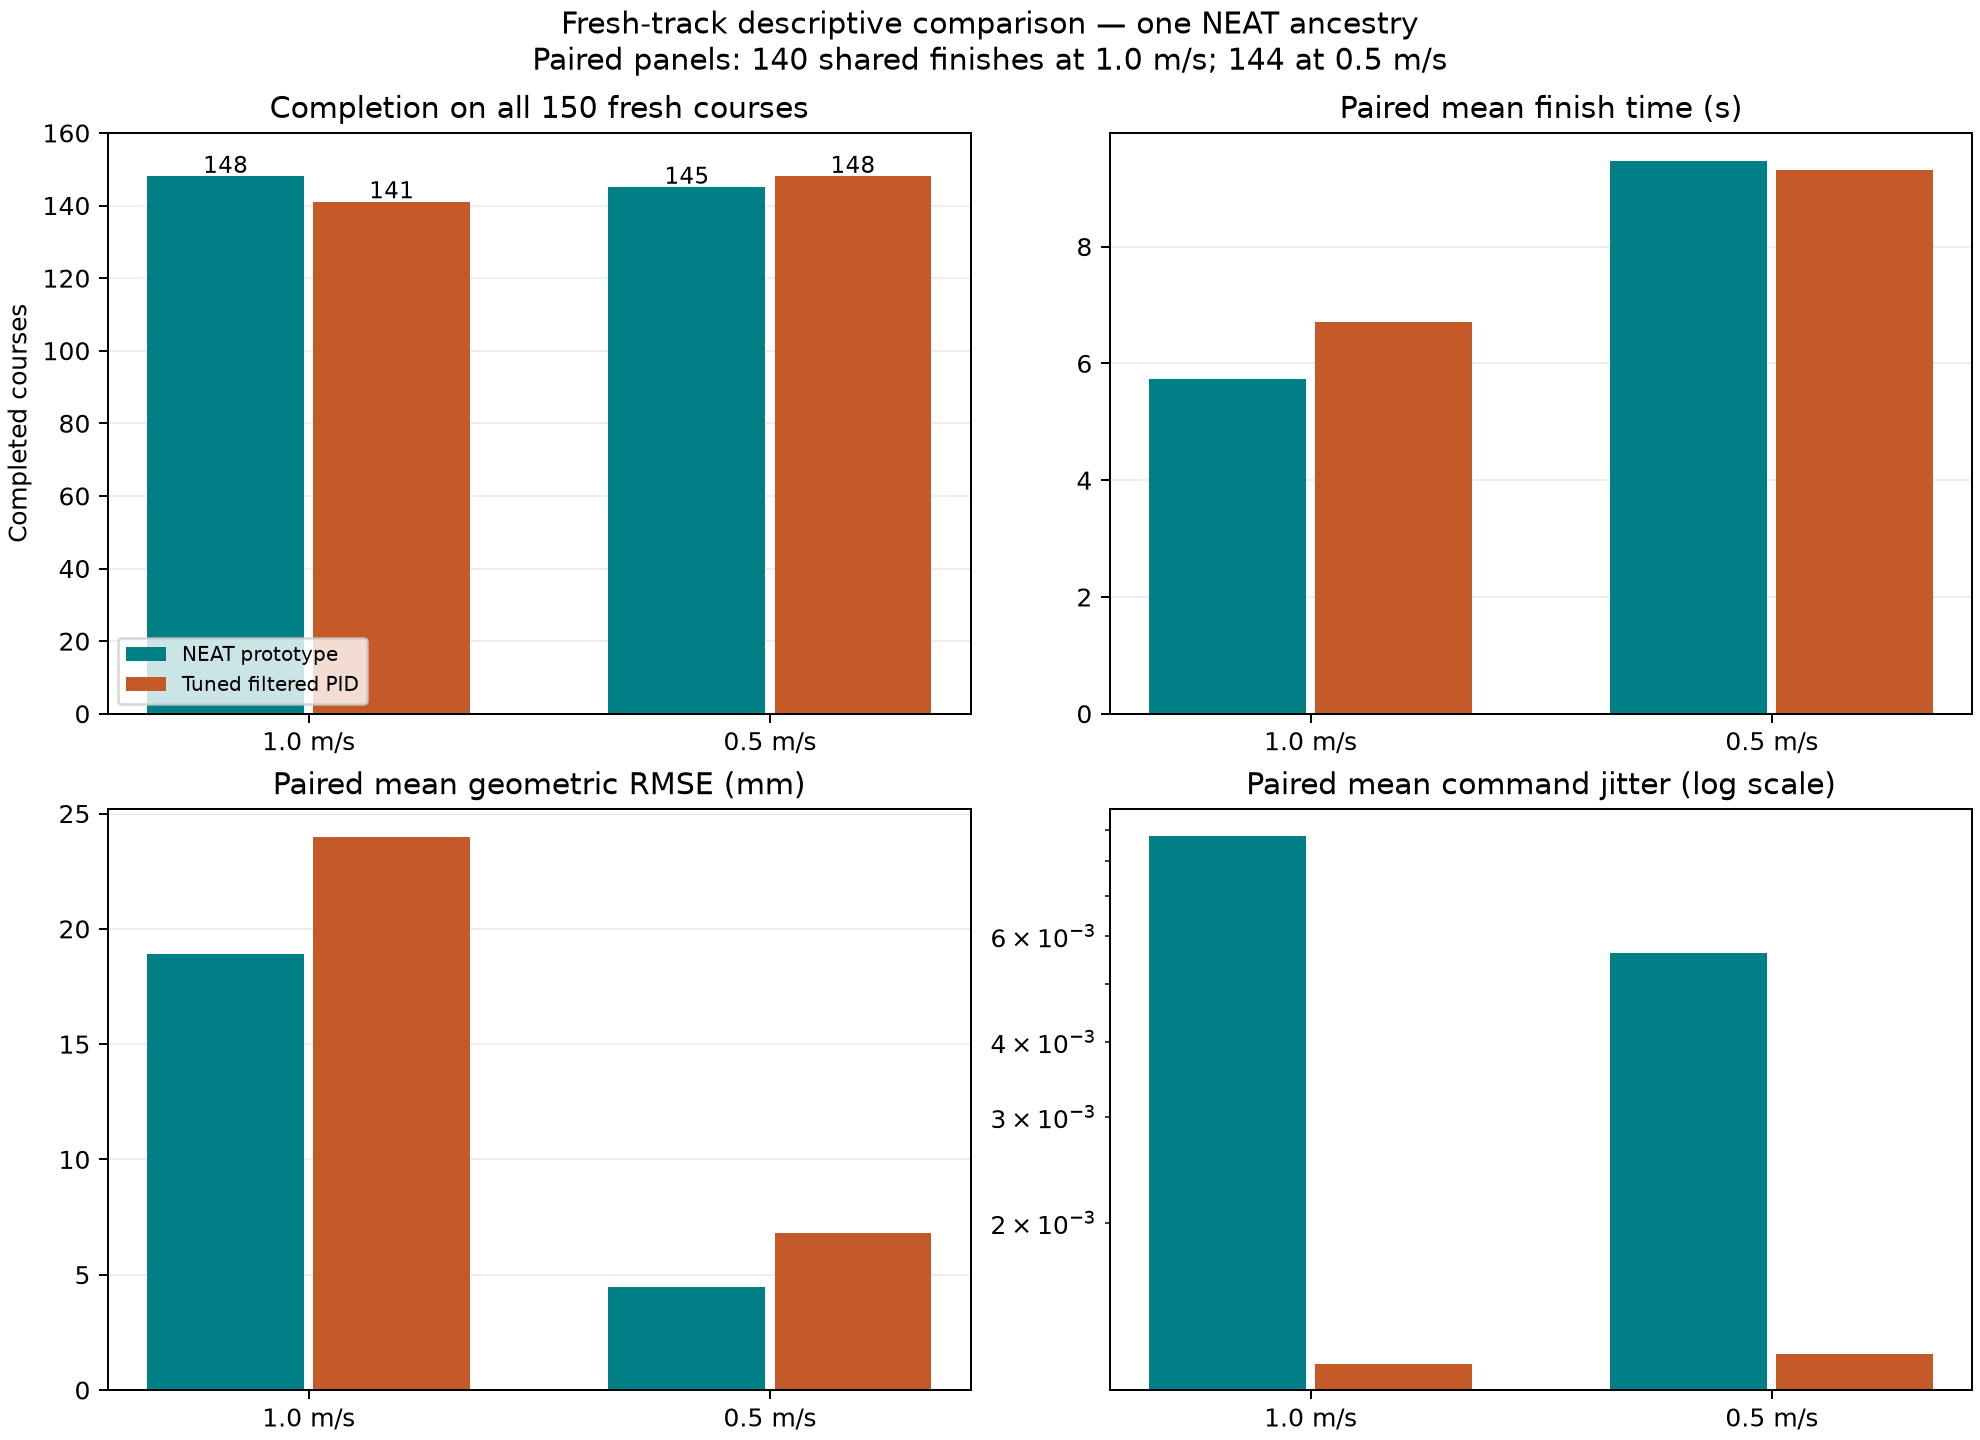 Fresh-track descriptive comparison — one NEAT ancestry
Paired panels: 140 shared finishes at 1.0 m/s; 144 at 0.5 m/s
Completion on all 150 fresh courses
Completed courses
160
140
120
100
80
60
40
20
0
148
141
145
148
NEAT prototype
Tuned filtered PID
1.0 m/s
0.5 m/s
Paired mean finish time (s)
8
6
4
2
0
1.0 m/s
0.5 m/s
Paired mean geometric RMSE (mm)
25
20
15
10
5
0
1.0 m/s
0.5 m/s
Paired mean command jitter (log scale)
6 × 10⁻³
4 × 10⁻³
3 × 10⁻³
2 × 10⁻³
1.0 m/s
0.5 m/s